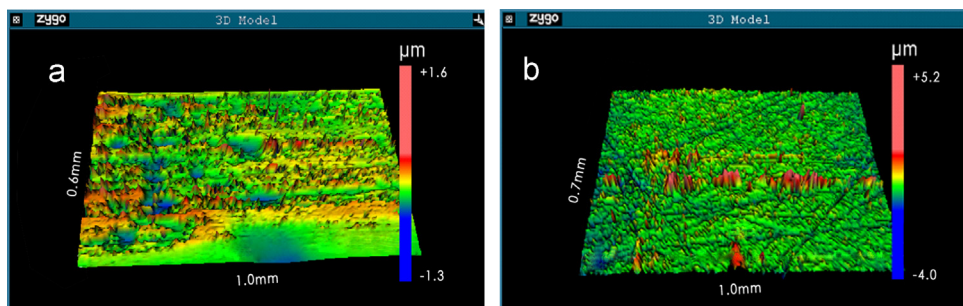 zygo 3D Model
a
µm
+1.6
0.6mm
-1.3
1.0mm
zygo 3D Model
b
µm
+5.2
0.7mm
-4.0
1.0mm